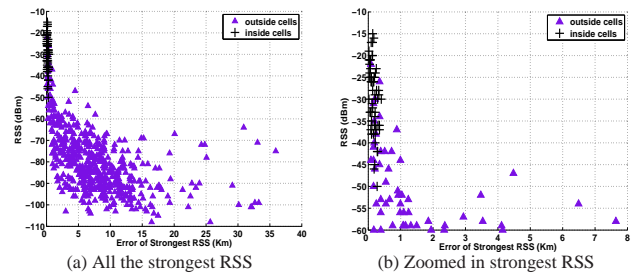 -10
-20
-30
-40
-50
-60
-70
-80
-90
-100
-110
RSS (dBm)
0 5 10 15 20 25 30 35 40
Error of Strongest RSS (Km)
outside cells
inside cells
(a) All the strongest RSS
-10
-15
-20
-25
-30
-35
-40
-45
-50
-55
-60
RSS (dBm)
0 1 2 3 4 5 6 7 8
Error of Strongest RSS (Km)
outside cells
inside cells
(b) Zoomed in strongest RSS